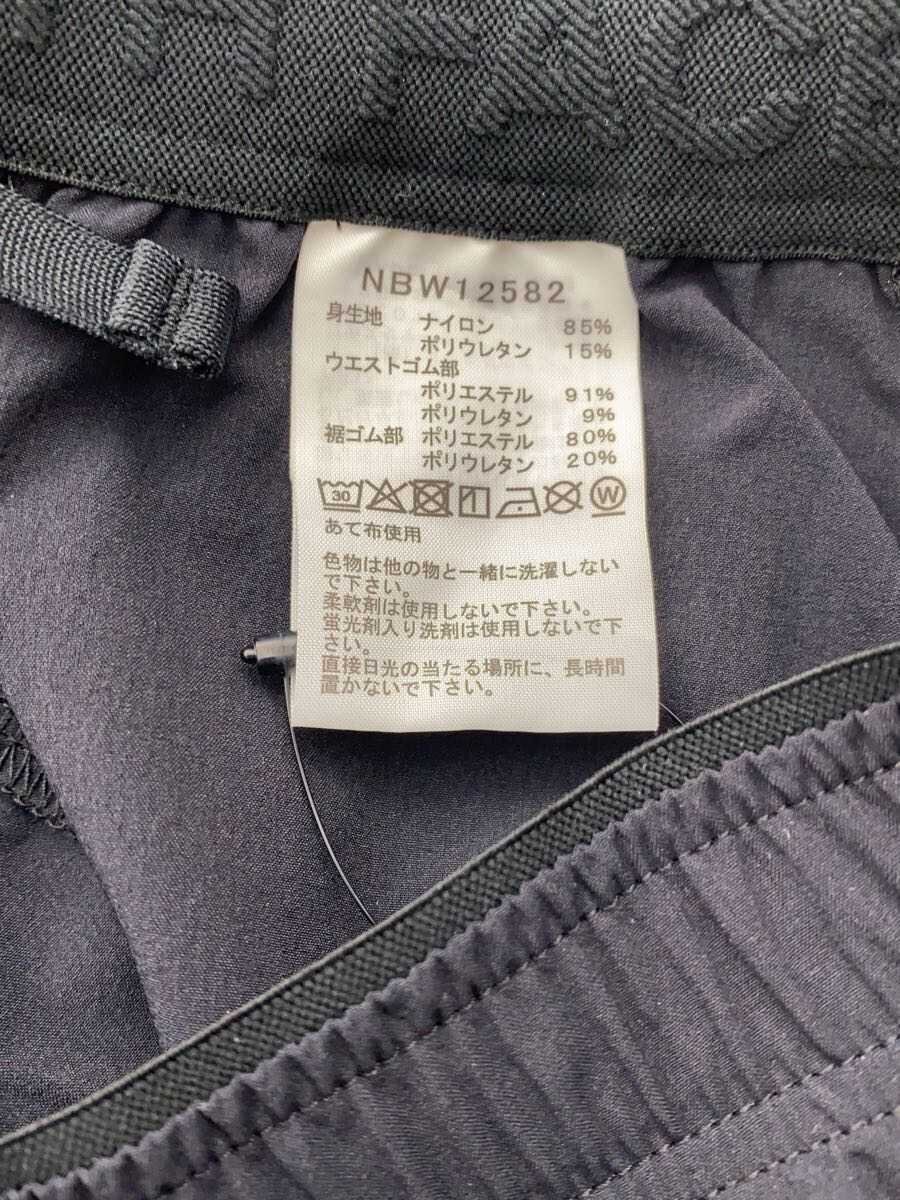 NBW12582
身生地 ナイロン 85%
ポリウレタン 15%
ウエストゴム部
ポリエステル 91%
ポリウレタン 9%
裾ゴム部 ポリエステル 80%
ポリウレタン 20%
30 W
あて布使用
色物は他の物と一緒に洗濯しない
で下さい。
柔軟剤は使用しないで下さい。
蛍光剤入り洗剤は使用しないで下
さい。
直接日光の当たる場所に、長時間
置かないで下さい。